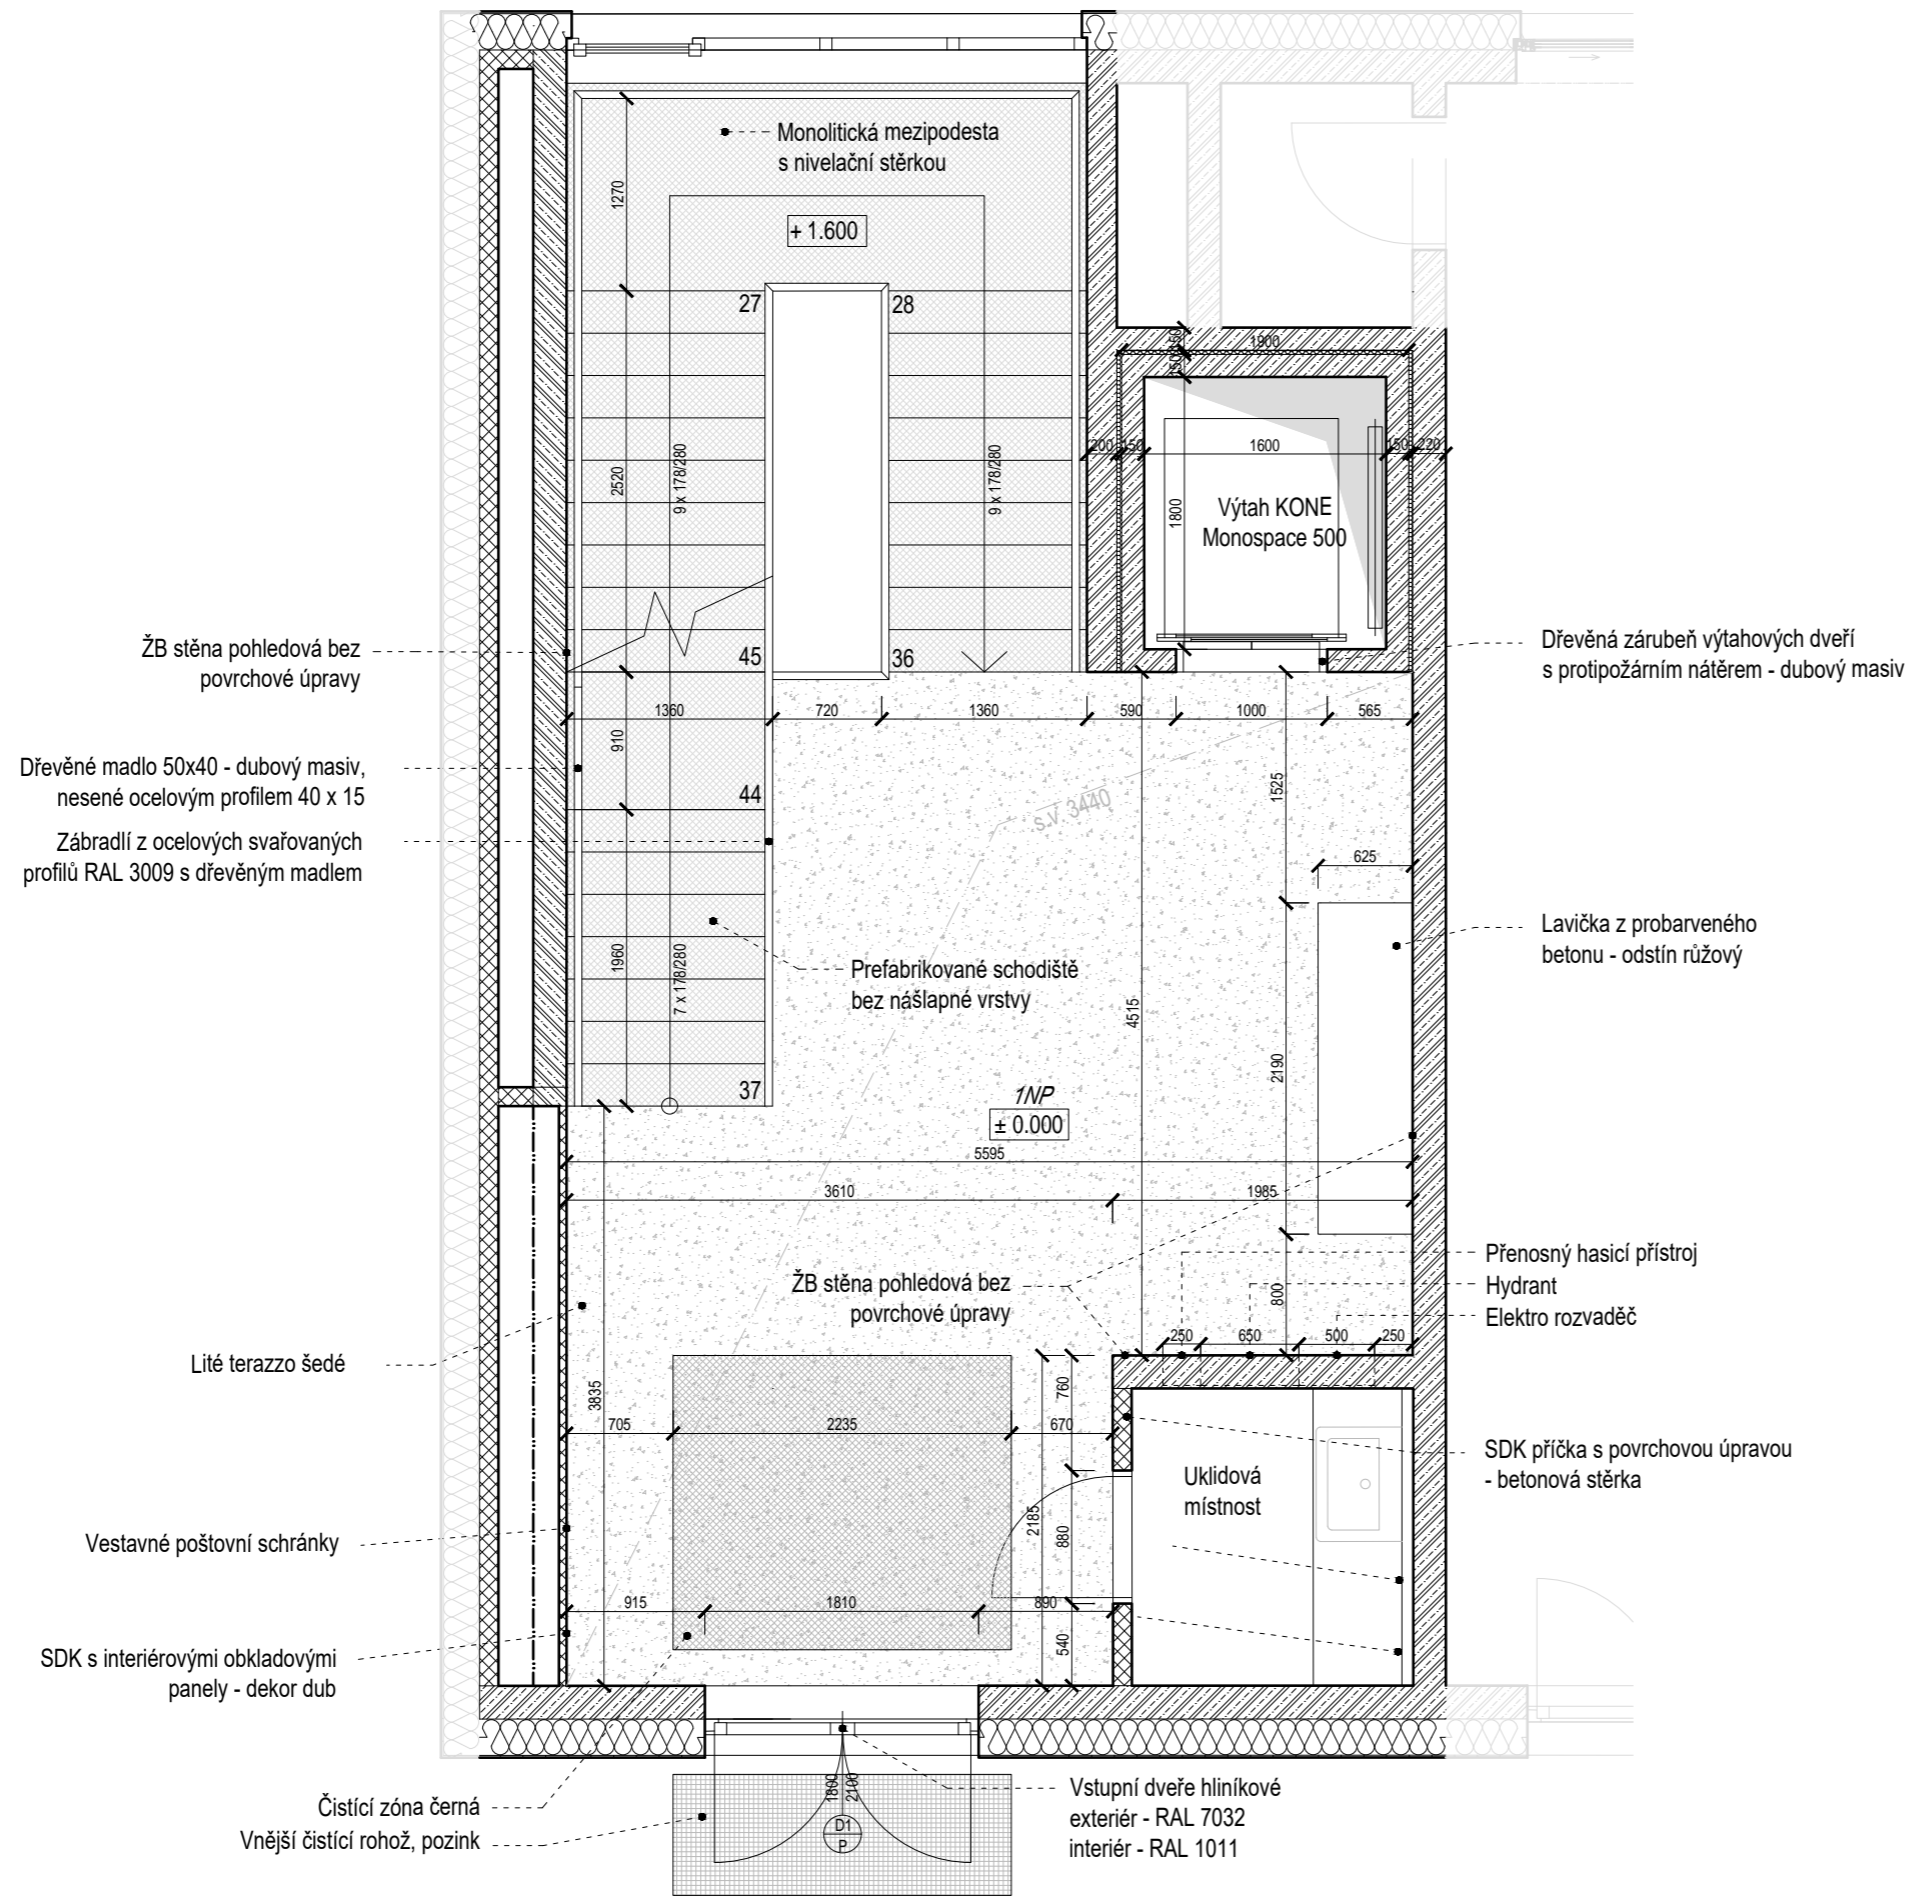 Monolitická mezipodesta
s nivelační stěrkou
1270
+ 1.600
27
28
150
150
1900
2520
9 x 178/280
9 x 178/280
200
150
1600
150
220
1800
Výtah KONE
Monospace 500
ŽB stěna pohledová bez
povrchové úpravy
45
36
Dřevěná zárubeň výtahových dveří
s protipožárním nátěrem - dubový masiv
1360
720
1360
590
1000
565
910
Dřevěné madlo 50x40 - dubový masiv,
nesené ocelovým profilem 40 x 15
44
s.v. 3440
1525
Zábradlí z ocelových svařovaných
profilů RAL 3009 s dřevěným madlem
625
Lavička z probarveného
betonu - odstín růžový
1960
7 x 178/280
Prefabrikované schodiště
bez nášlapné vrstvy
4515
2190
37
1NP
± 0.000
5595
3610
1985
ŽB stěna pohledová bez
povrchové úpravy
800
Přenosný hasicí přístroj
Hydrant
Elektro rozvaděč
250
650
500
250
Lité terazzo šedé
3835
760
705
2235
670
SDK příčka s povrchovou úpravou
- betonová stěrka
Uklidová
místnost
2185
880
Vestavné poštovní schránky
915
1810
890
540
SDK s interiérovými obkladovými
panely - dekor dub
Čistící zóna černá
Vnější čistící rohož, pozink
1800
2100
D1
P
Vstupní dveře hliníkové
exteriér - RAL 7032
interiér - RAL 1011